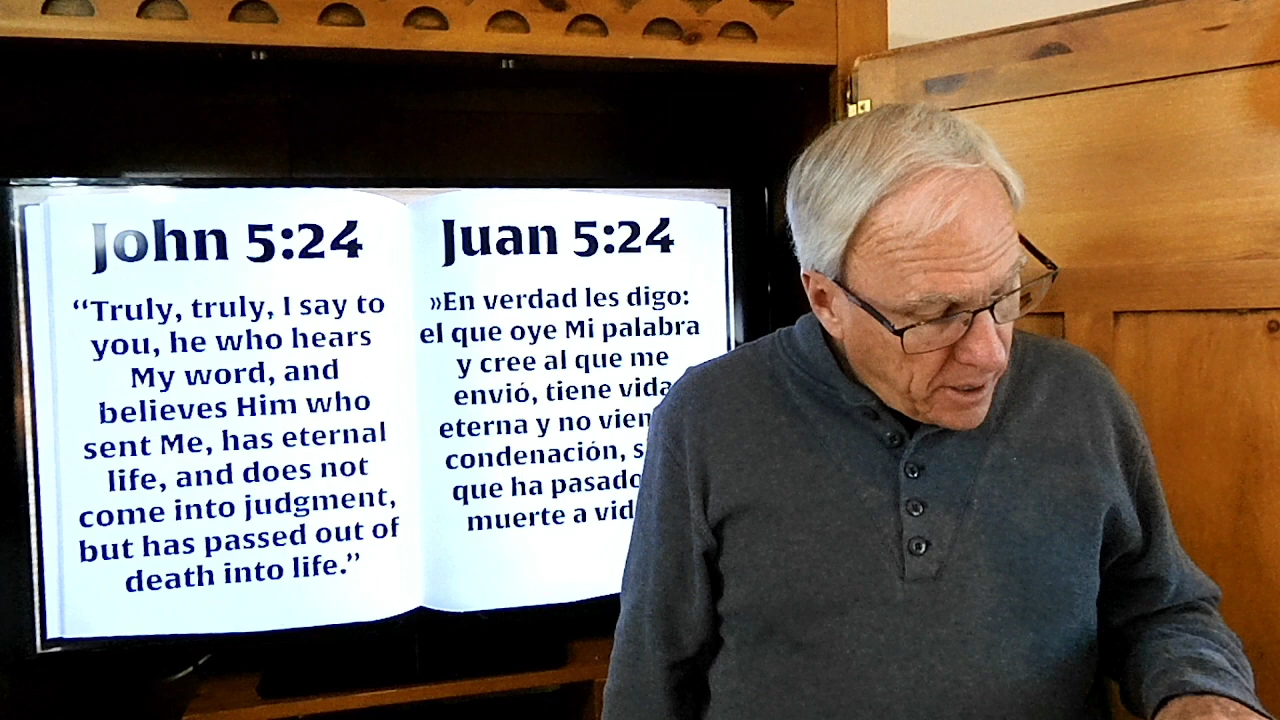 John 5:24
“Truly, truly, I say to
you, he who hears
My word, and
believes Him who
sent Me, has eternal
life, and does not
come into judgment,
but has passed out of
death into life.”
Juan 5:24
»En verdad les digo:
el que oye Mi palabra
y cree al que me
envió, tiene vida
eterna y no
condenación,
que ha pasado
muerte a